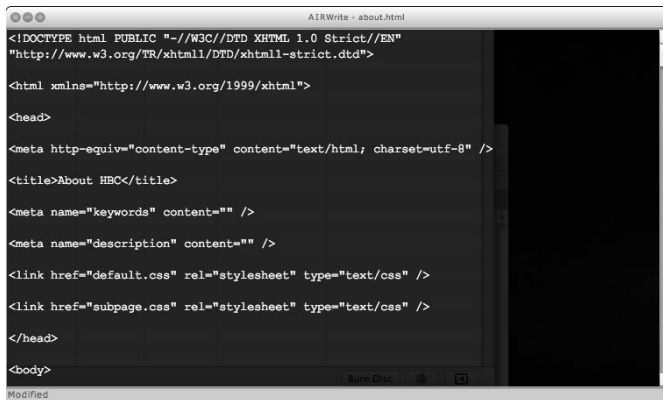 AIRWrite - about.html
<!DOCTYPE html PUBLIC "-//W3C//DTD XHTML 1.0 Strict//EN"
"http://www.w3.org/TR/xhtml1/DTD/xhtml1-strict.dtd">
<html xmlns="http://www.w3.org/1999/xhtml">
<head>
<meta http-equiv="content-type" content="text/html; charset=utf-8" />
<title>About HBC</title>
<meta name="keywords" content="" />
<meta name="description" content="" />
<link href="default.css" rel="stylesheet" type="text/css" />
<link href="subpage.css" rel="stylesheet" type="text/css" />
</head>
<body>
Burn Disc
Modified